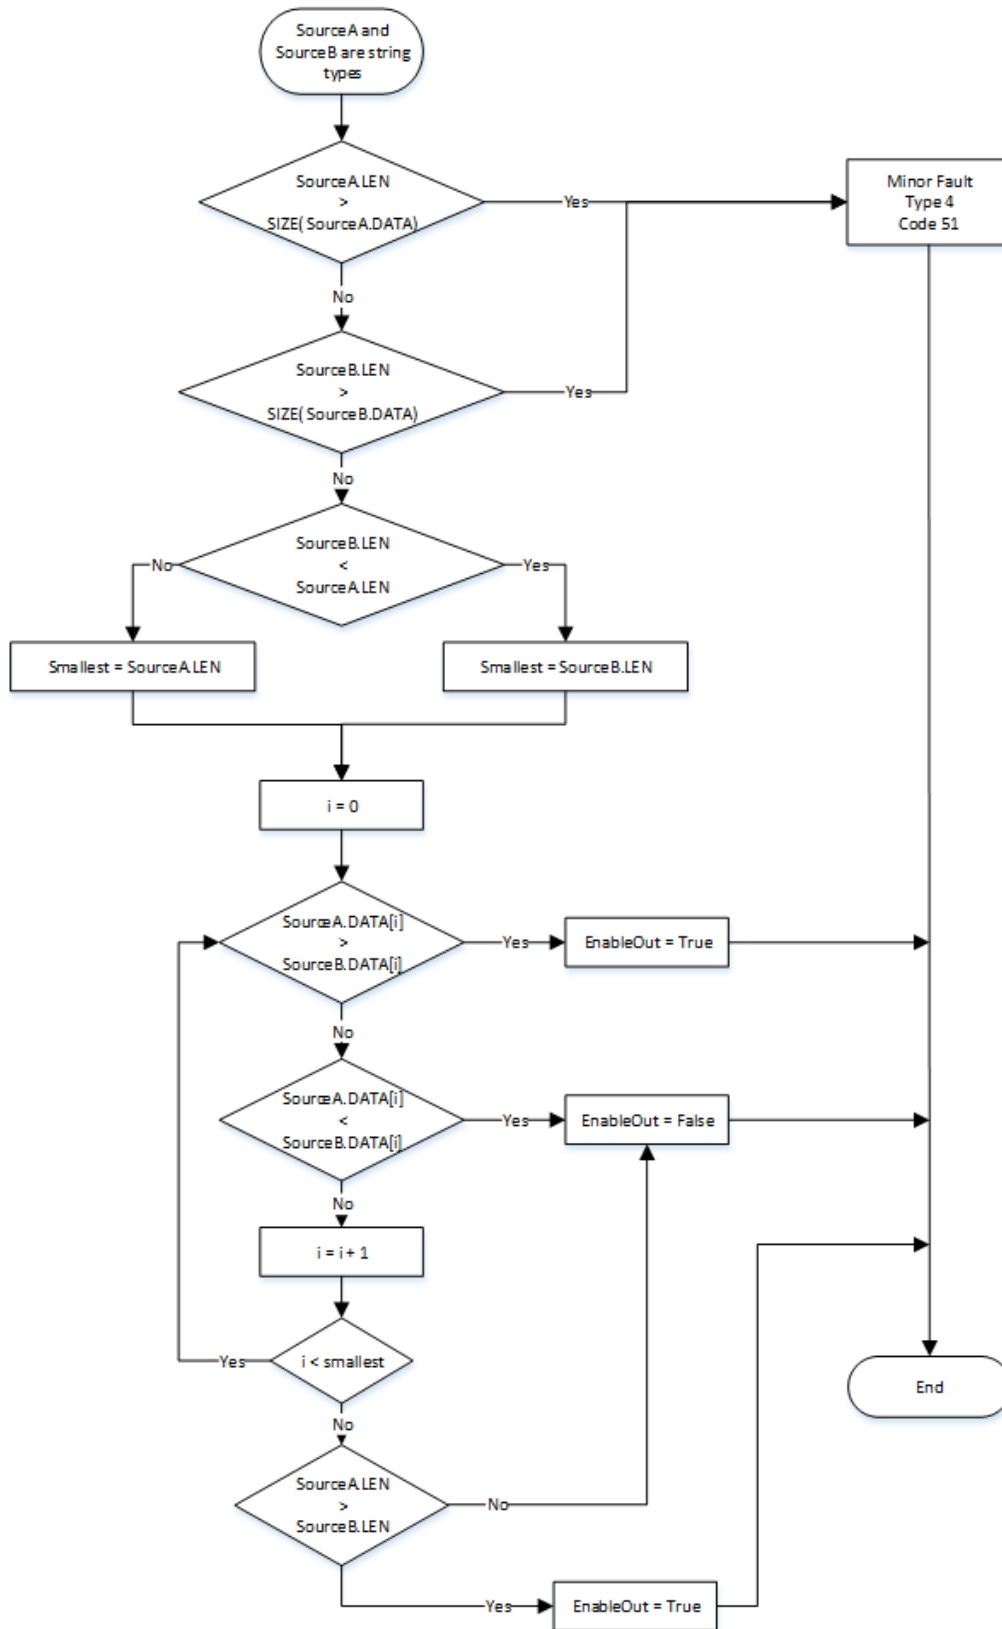 SourceA and
SourceB are string
types
SourceA.LEN
>
SIZE( SourceA.DATA)
Yes
Minor Fault
Type 4
Code 51
No
SourceB.LEN
>
SIZE( SourceB.DATA)
Yes
No
SourceB.LEN
<
SourceA.LEN
No
Yes
Smallest = SourceA.LEN
Smallest = SourceB.LEN
i = 0
SourceA.DATA[i]
>
SourceB.DATA[i]
Yes
EnableOut = True
No
SourceA.DATA[i]
<
SourceB.DATA[i]
Yes
EnableOut = False
No
i = i + 1
i < smallest
Yes
End
No
SourceA.LEN
>
SourceB.LEN
No
Yes
EnableOut = True